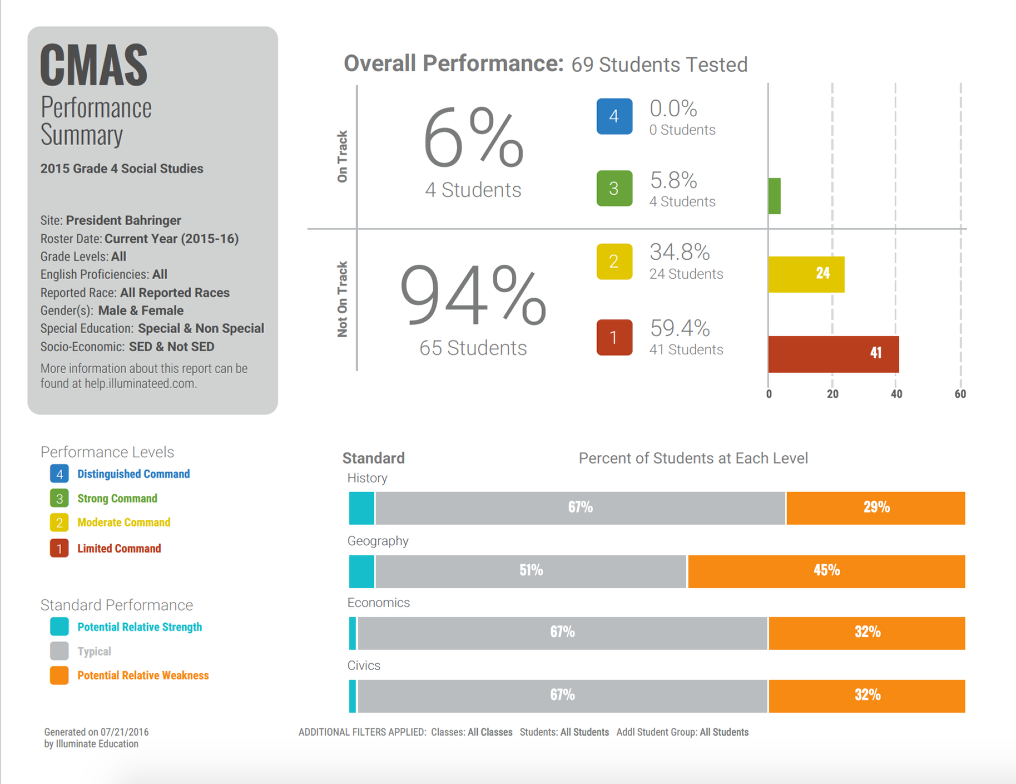 CMAS
Performance
Summary
2015 Grade 4 Social Studies
Site: President Bahringer
Roster Date: Current Year (2015-16)
Grade Levels: All
English Proficiencies: All
Reported Race: All Reported Races
Gender(s): Male & Female
Special Education: Special & Non Special
Socio-Economic: SED & Not SED
More information about this report can be
found at help.illuminateed.com.
Overall Performance: 69 Students Tested
On Track
6%
4 Students
4
0.0%
0 Students
3
5.8%
4 Students
Not On Track
94%
65 Students
2
34.8%
24 Students
24
1
59.4%
41 Students
41
0 20 40 60
Performance Levels
4 Distinguished Command
3 Strong Command
2 Moderate Command
1 Limited Command
Standard Performance
Potential Relative Strength
Typical
Potential Relative Weakness
Standard Percent of Students at Each Level
History
67% 29%
Geography
51% 45%
Economics
67% 32%
Civics
67% 32%
Generated on 07/21/2016
by Illuminate Education
ADDITIONAL FILTERS APPLIED: Classes: All Classes Students: All Students Addl Student Group: All Students